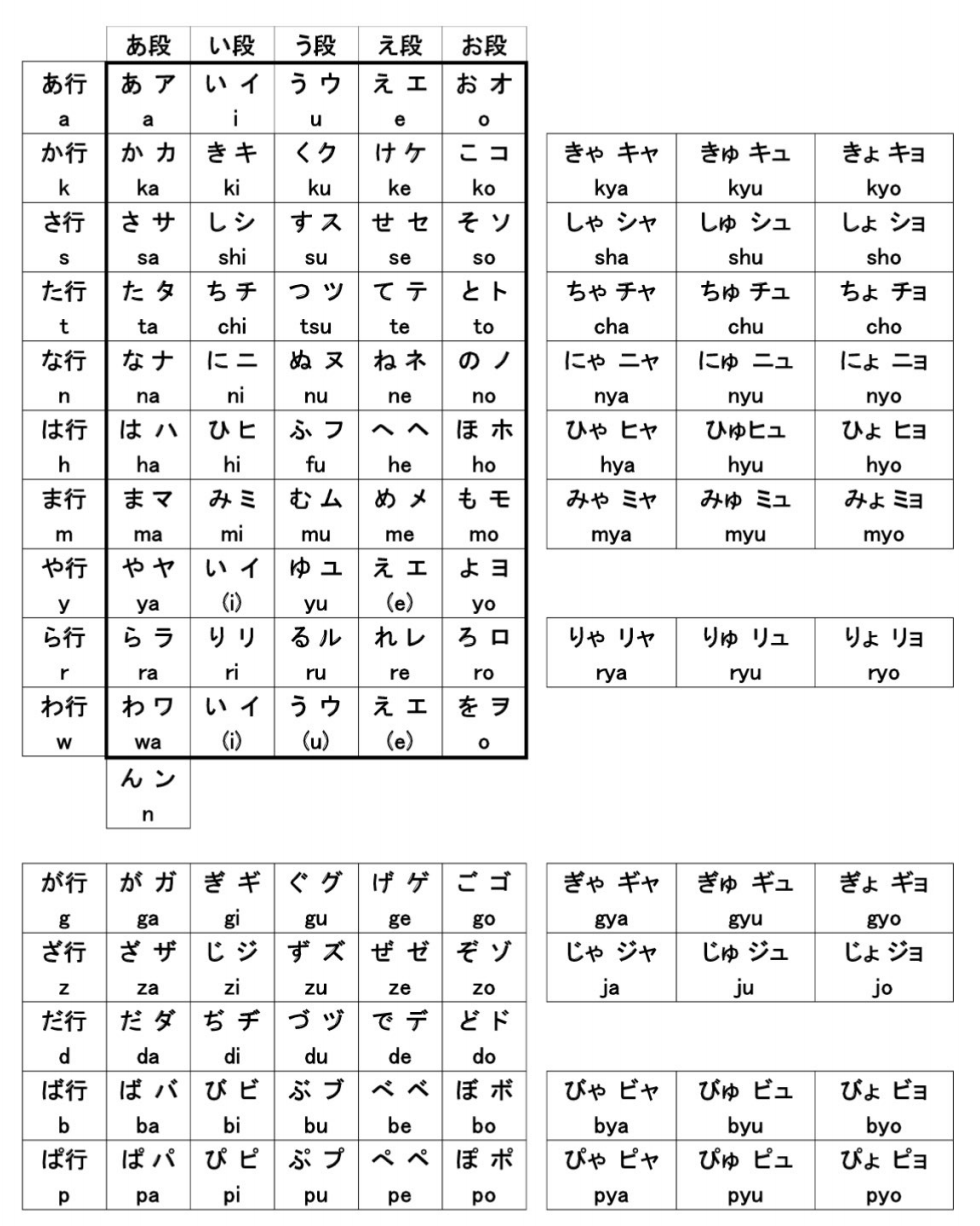 あ段 い段 う段 え段 お段
あ行 あ ア い イ う ウ え エ お オ
a a i u e o
か行 か カ き キ く ク け ケ こ コ きゃ キャ きゅ キュ きょ キョ
k ka ki ku ke ko kya kyu kyo
さ行 さ サ し シ す ス せ セ そ ソ しゃ シャ しゅ シュ しょ ショ
s sa shi su se so sha shu sho
た行 た タ ち チ つ ツ て テ と ト ちゃ チャ ちゅ チュ ちょ チョ
t ta chi tsu te to cha chu cho
な行 な ナ に ニ ぬ ヌ ね ネ の ノ にゃ ニャ にゅ ニュ にょ ニョ
n na ni nu ne no nya nyu nyo
は行 は ハ ひ ヒ ふ フ へ ヘ ほ ホ ひゃ ヒャ ひゅヒュ ひょ ヒョ
h ha hi fu he ho hya hyu hyo
ま行 ま マ み ミ む ム め メ も モ みゃ ミャ みゅ ミュ みょ ミョ
m ma mi mu me mo mya myu myo
や行 や ヤ い イ ゆ ユ え エ よ ヨ
y ya (i) yu (e) yo
ら行 ら ラ り リ る ル れ レ ろ ロ りゃ リャ りゅ リュ りょ リョ
r ra ri ru re ro rya ryu ryo
わ行 わ ワ い イ う ウ え エ を ヲ
w wa (i) (u) (e) o
ん ン
n
が行 が ガ ぎ ギ ぐ グ げ ゲ ご ゴ ぎゃ ギャ ぎゅ ギュ ぎょ ギョ
g ga gi gu ge go gya gyu gyo
ざ行 ざ ザ じ ジ ず ズ ぜ ゼ ぞ ゾ じゃ ジャ じゅ ジュ じょ ジョ
z za zi zu ze zo ja ju jo
だ行 だ ダ ぢ ヂ づ ヅ で デ ど ド
d da di du de do
ば行 ば バ び ビ ぶ ブ べ ベ ぼ ボ びゃ ビャ びゅ ビュ びょ ビョ
b ba bi bu be bo bya byu byo
ぱ行 ぱ パ ぴ ピ ぷ プ ぺ ペ ぽ ポ ぴゃ ピャ ぴゅ ピュ ぴょ ピョ
p pa pi pu pe po pya pyu pyo